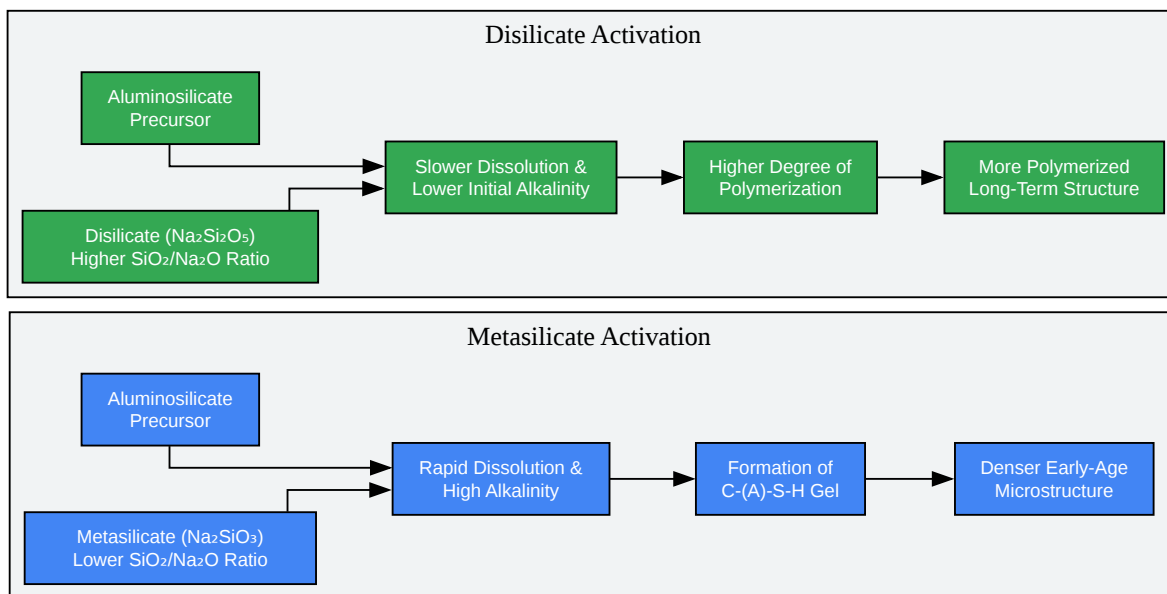 Disilicate Activation
Aluminosilicate
Precursor
Slower Dissolution &
Lower Initial Alkalinity
Higher Degree of
Polymerization
More Polymerized
Long-Term Structure
Disilicate (Na₂Si₂O₅)
Higher SiO₂/Na₂O Ratio
Metasilicate Activation
Aluminosilicate
Precursor
Rapid Dissolution &
High Alkalinity
Formation of
C-(A)-S-H Gel
Denser Early-Age
Microstructure
Metasilicate (Na₂SiO₃)
Lower SiO₂/Na₂O Ratio